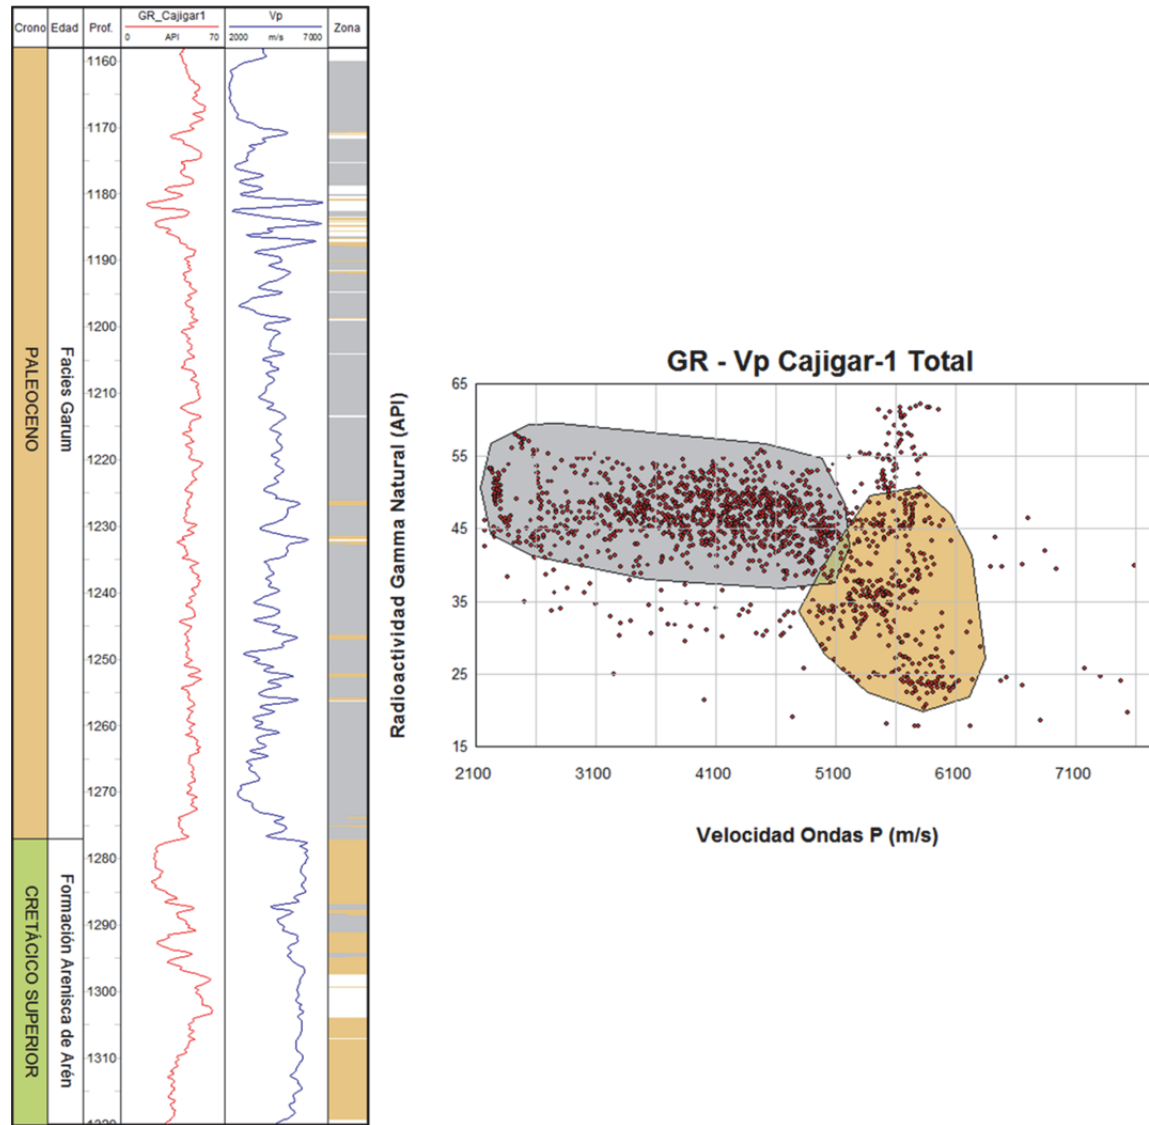 Crono Edad Prof. GR_Cajigar1 Vp Zona
0 API 70 2000 m/s 7000
PALEOCENO
Facies Garum
CRETÁCICO SUPERIOR
Formación Arenisca de Arén
1160
1170
1180
1190
1200
1210
1220
1230
1240
1250
1260
1270
1280
1290
1300
1310
GR - Vp Cajigar-1 Total
Radioactividad Gamma Natural (API)
65
55
45
35
25
15
2100 3100 4100 5100 6100 7100
Velocidad Ondas P (m/s)